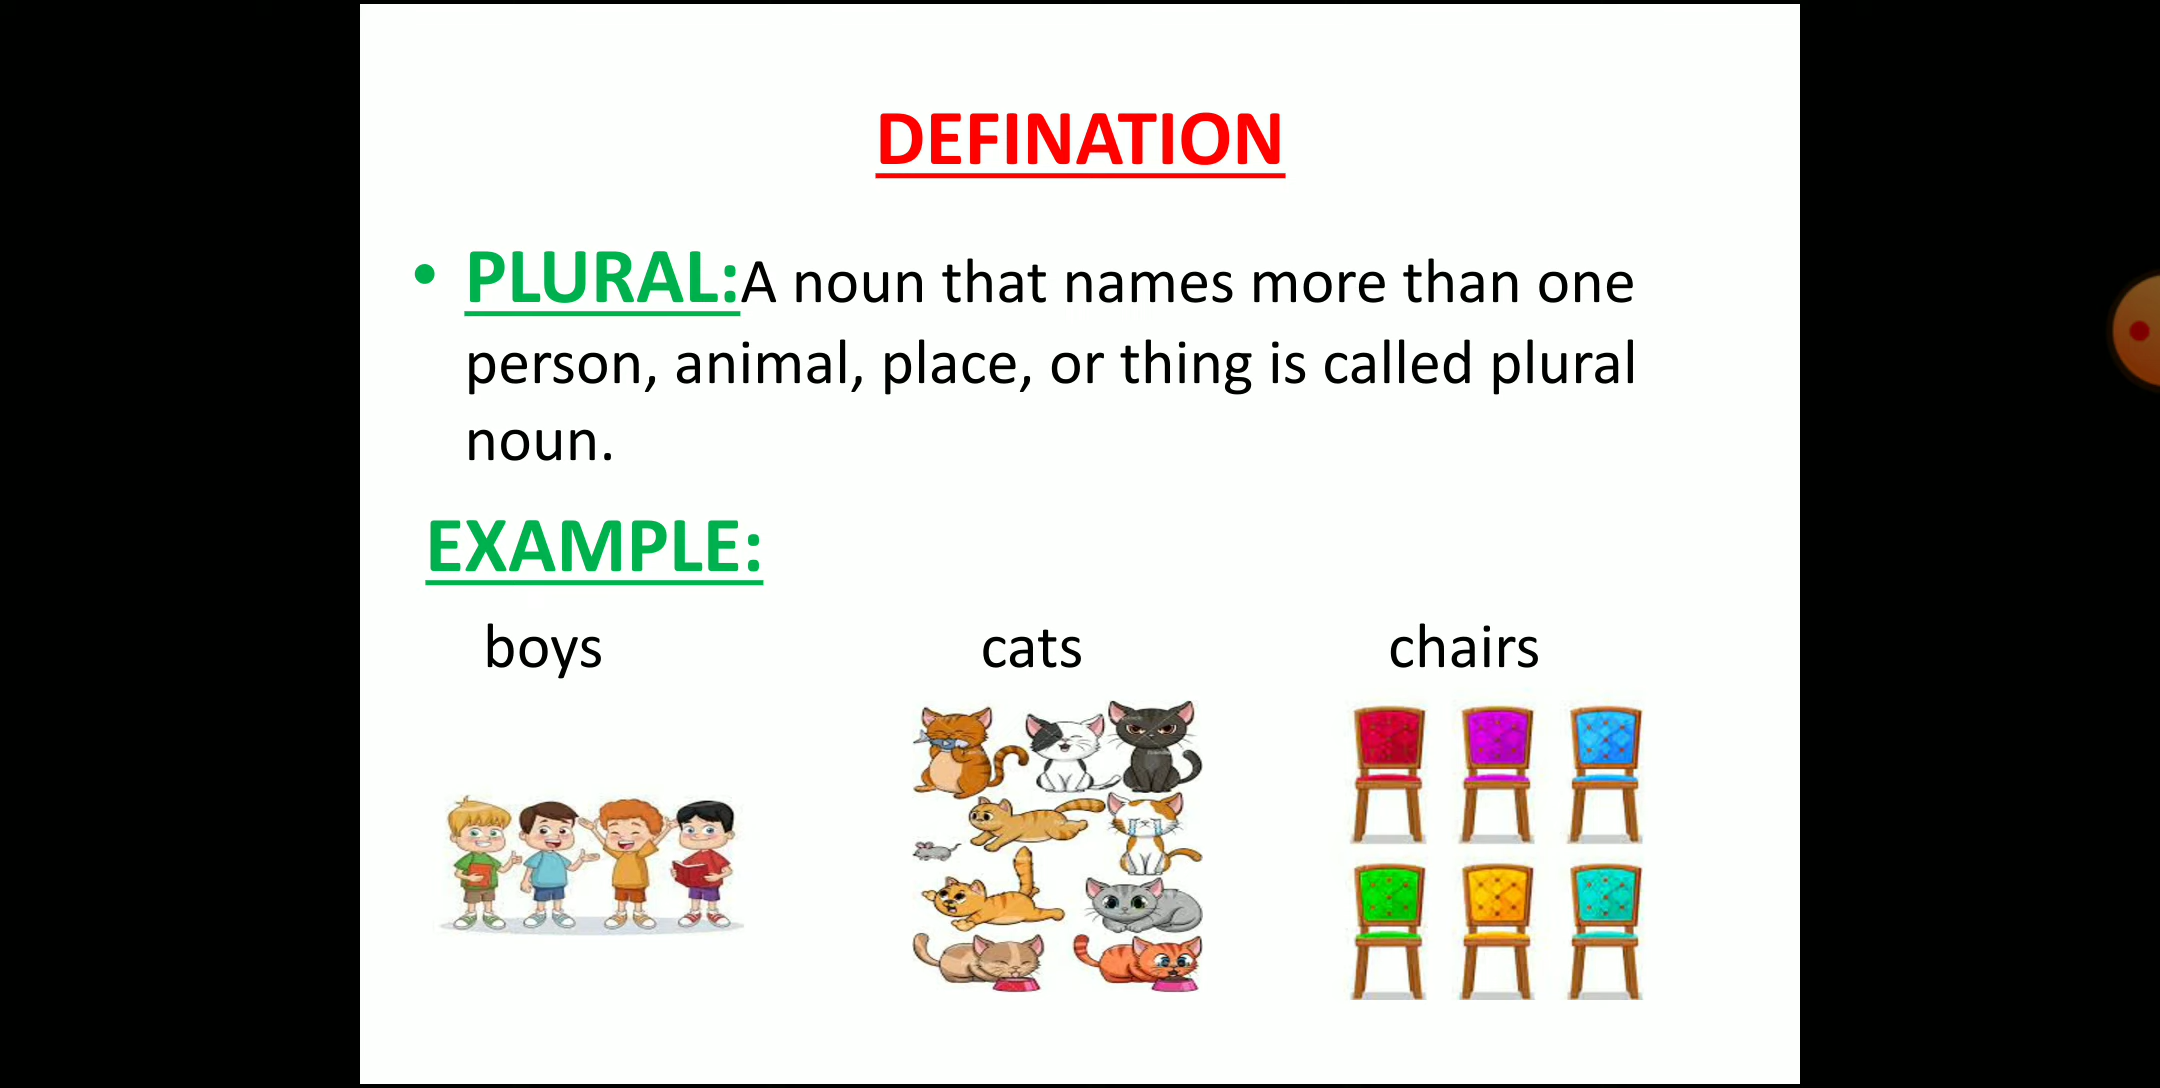 DEFINATION
• PLURAL:A noun that names more than one
person, animal, place, or thing is called plural
noun.
EXAMPLE:
boys cats chairs